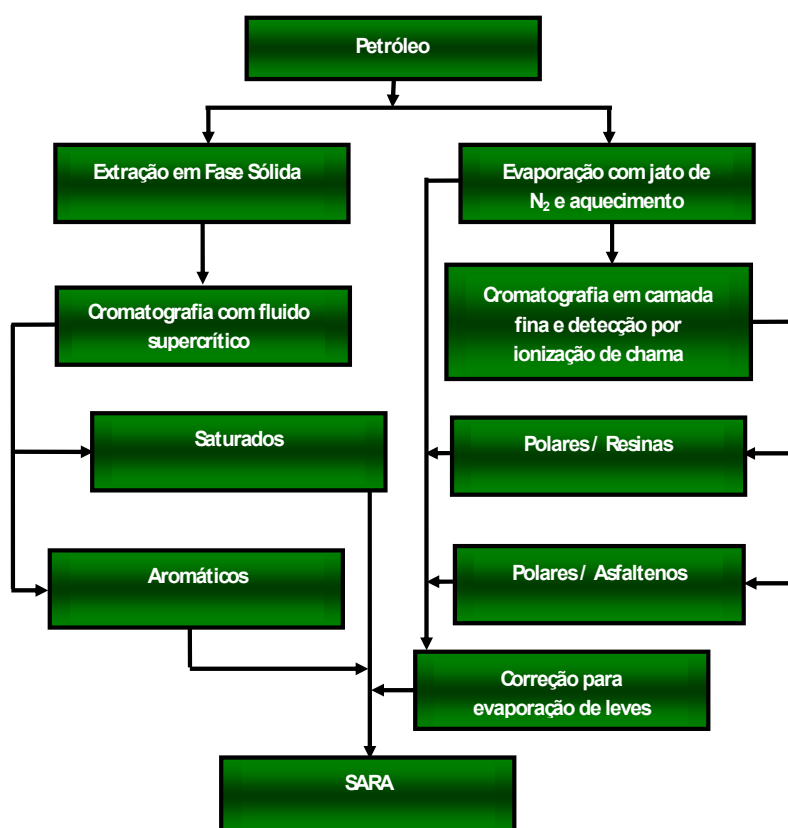 Petróleo
Extração em Fase Sólida
Evaporação com jato de
N₂ e aquecimento
Cromatografia com fluido
supercrítico
Cromatografia em camada
fina e detecção por
ionização de chama
Saturados
Polares / Resinas
Aromáticos
Polares / Asfaltenos
Correção para
evaporação de leves
SARA